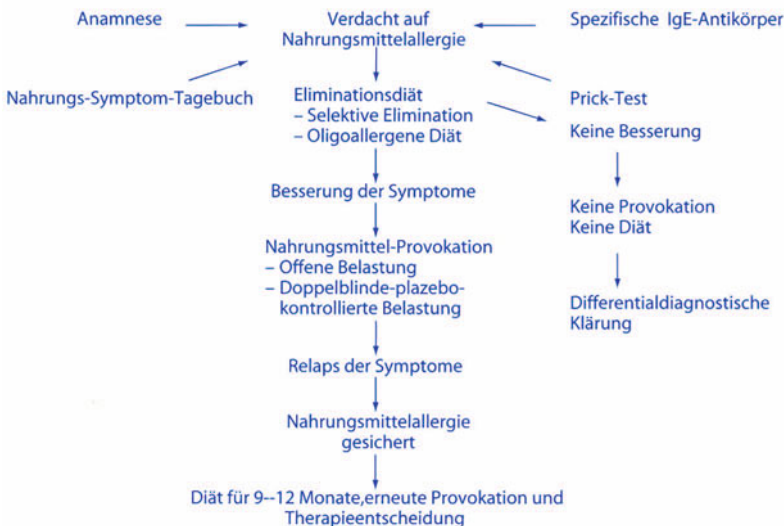 Anamnese
Verdacht auf
Nahrungsmittelallergie
Spezifische IgE-Antikörper
Nahrungs-Symptom-Tagebuch
Prick-Test
Eliminationsdiät
– Selektive Elimination
– Oligoallergene Diät
Keine Besserung
Besserung der Symptome
Keine Provokation
Keine Diät
Nahrungsmittel-Provokation
– Offene Belastung
– Doppelblinde-plazebo-
kontrollierte Belastung
Differentialdiagnostische
Klärung
Relaps der Symptome
Nahrungsmittelallergie
gesichert
Diät für 9--12 Monate,erneute Provokation und
Therapieentscheidung